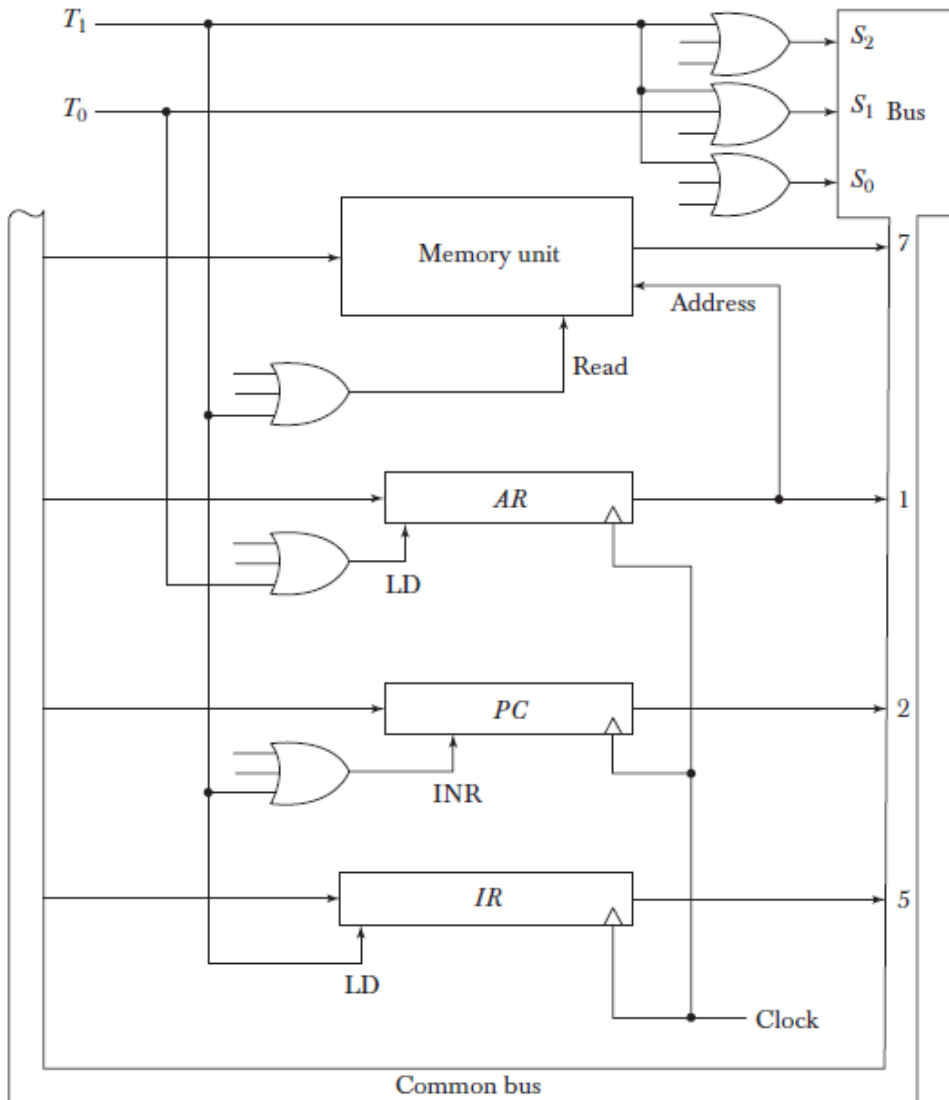 T1
S2
T0
S1 Bus
S0
7
Memory unit
Address
Read
AR
1
LD
PC
2
INR
IR
5
LD
Clock
Common bus